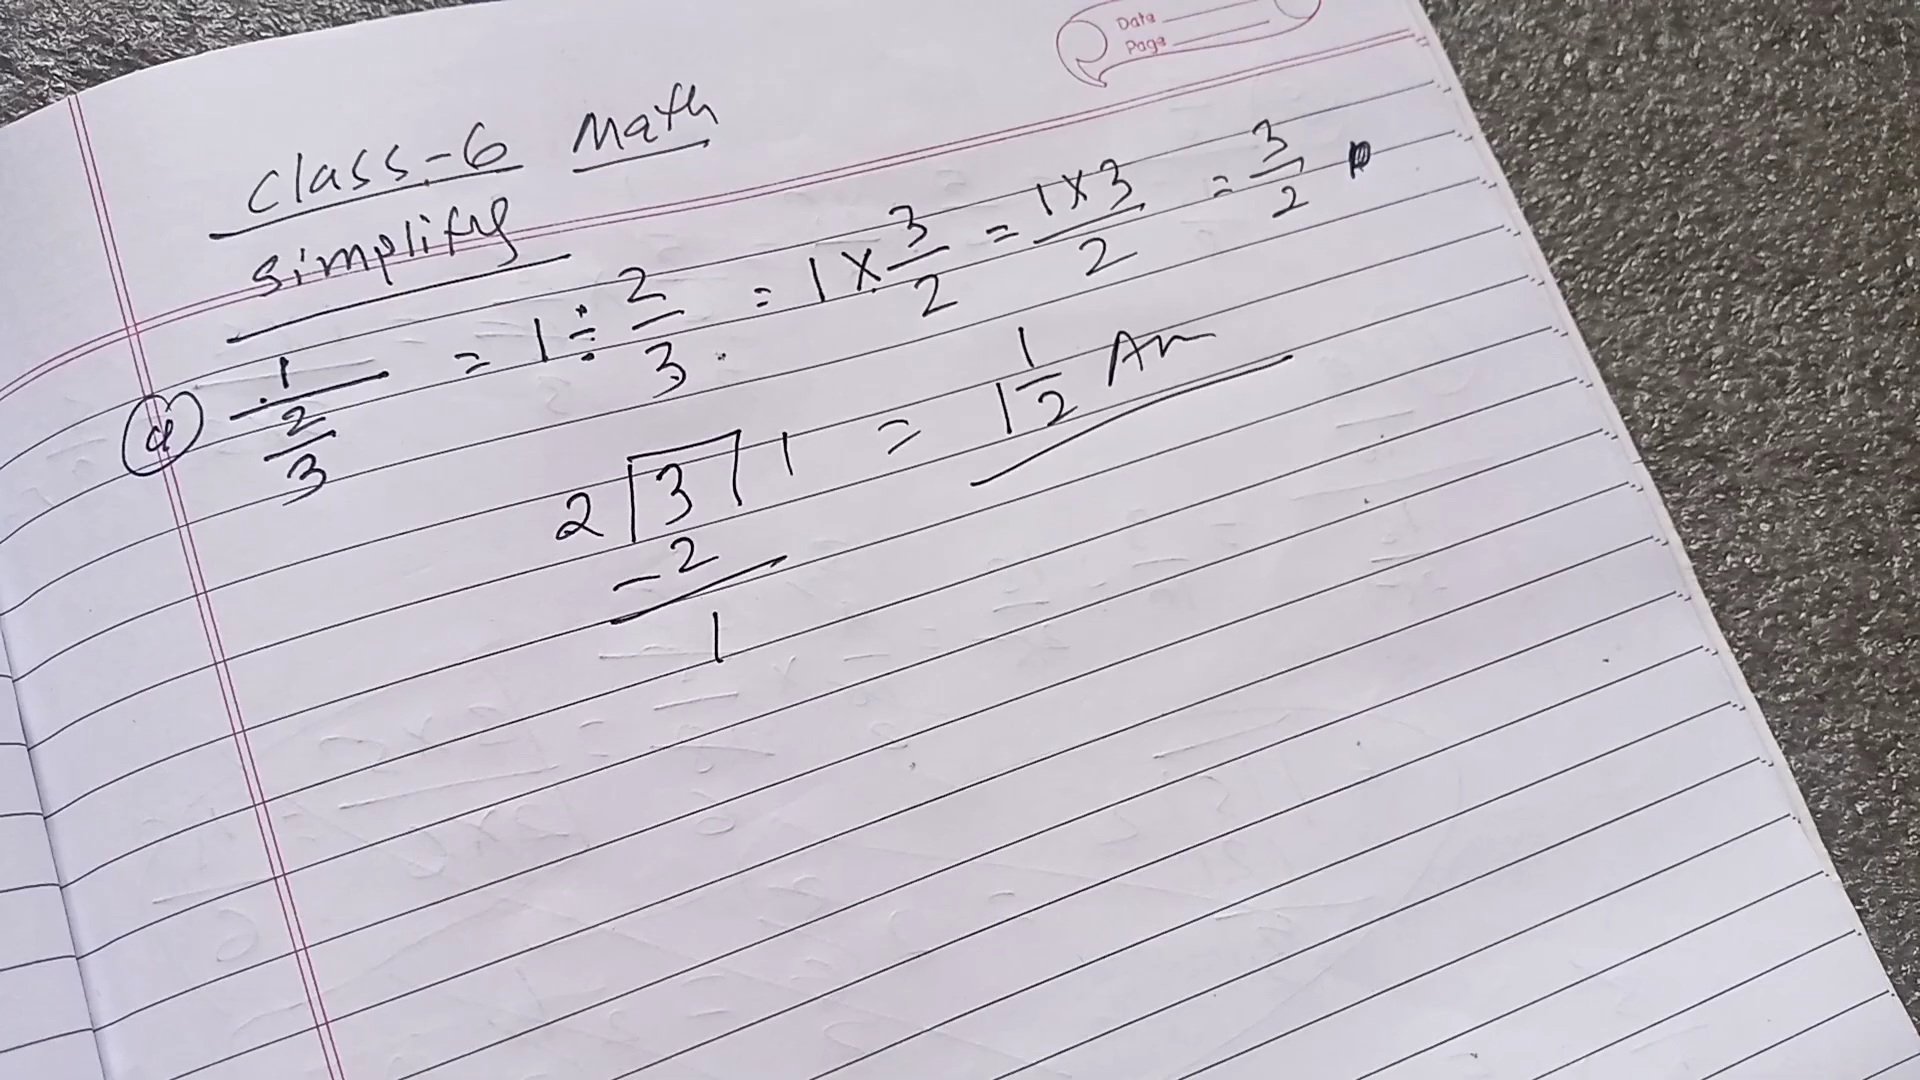 Date
Page
Class-6 Math
Simplify
a 1/(2/3) = 1 ÷ 2/3 = 1 × 3/2 = 1×3/2 = 3/2
2 3 1 = 1 1/2 An
- 2
1